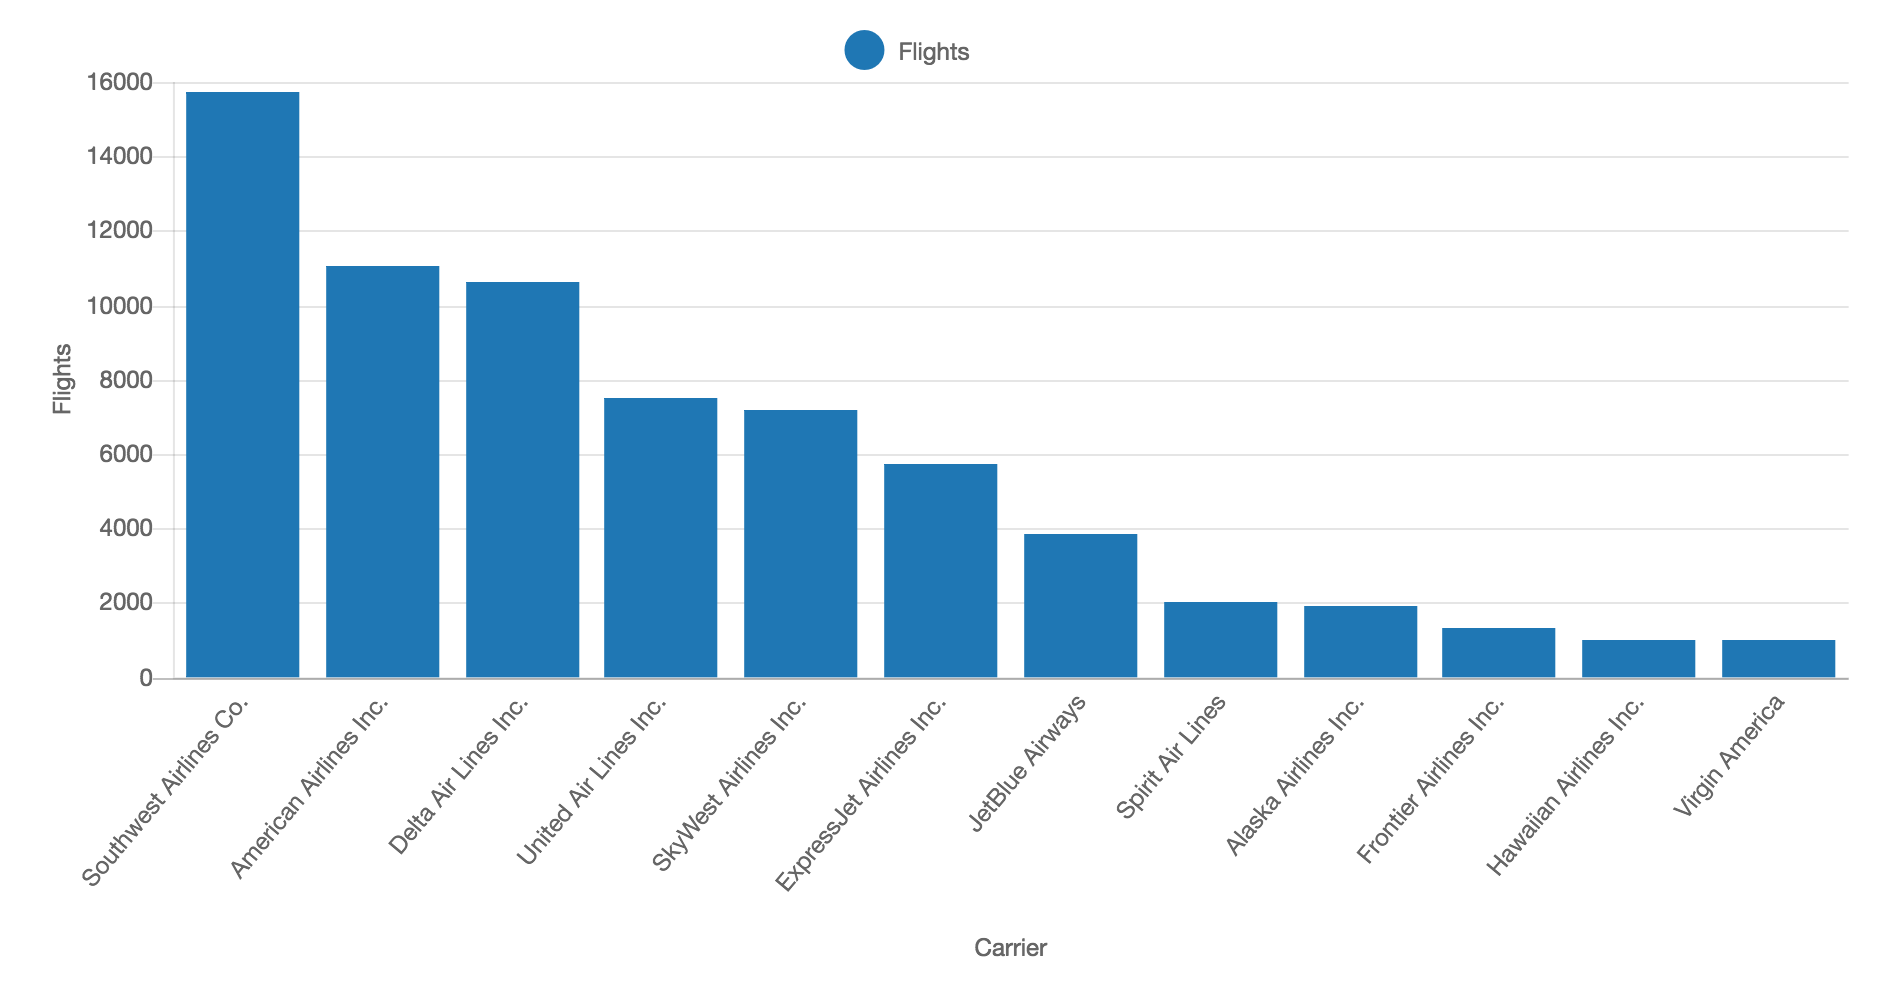 Flights
16000
14000
12000
10000
8000
6000
4000
2000
0
Flights
Southwest Airlines Co.
American Airlines Inc.
Delta Air Lines Inc.
United Air Lines Inc.
SkyWest Airlines Inc.
ExpressJet Airlines Inc.
JetBlue Airways
Spirit Air Lines
Alaska Airlines Inc.
Frontier Airlines Inc.
Hawaiian Airlines Inc.
Virgin America
Carrier